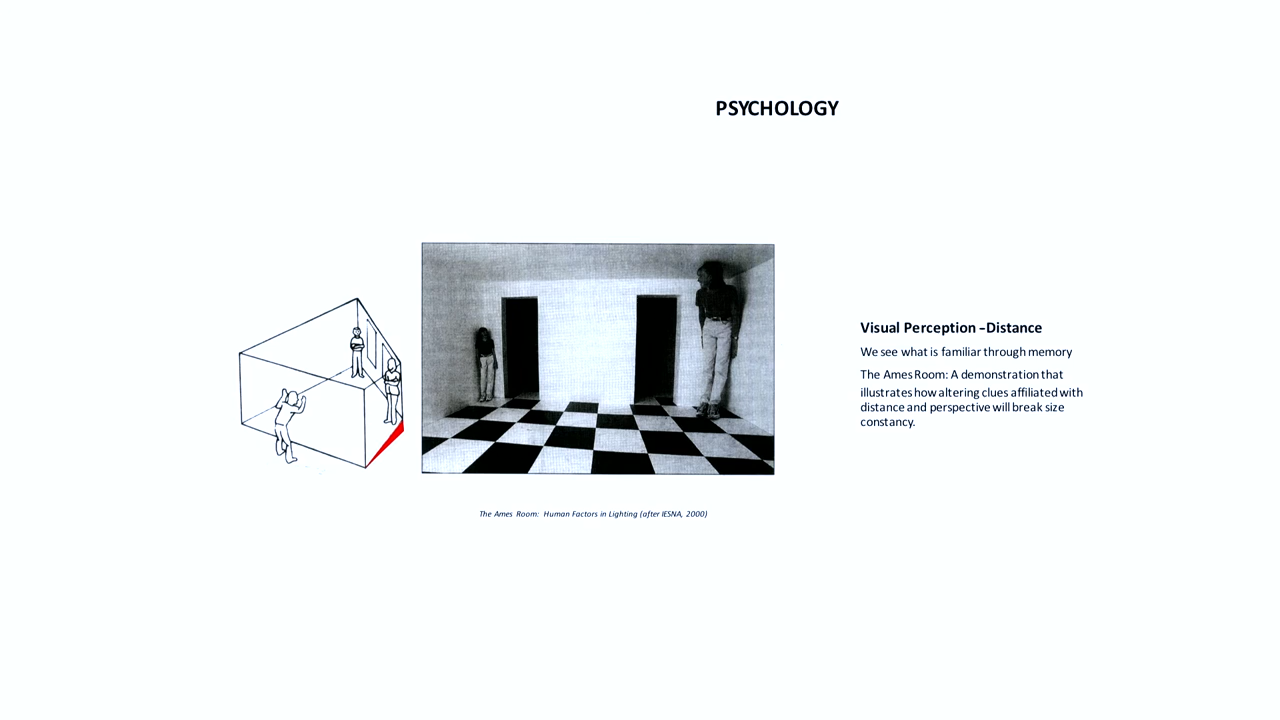 PSYCHOLOGY
Visual Perception –Distance
We see what is familiar through memory
The Ames Room: A demonstration that
illustrates how altering clues affiliated with
distance and perspective will break size
constancy.
The Ames Room: Human Factors in Lighting (after IESNA, 2000)